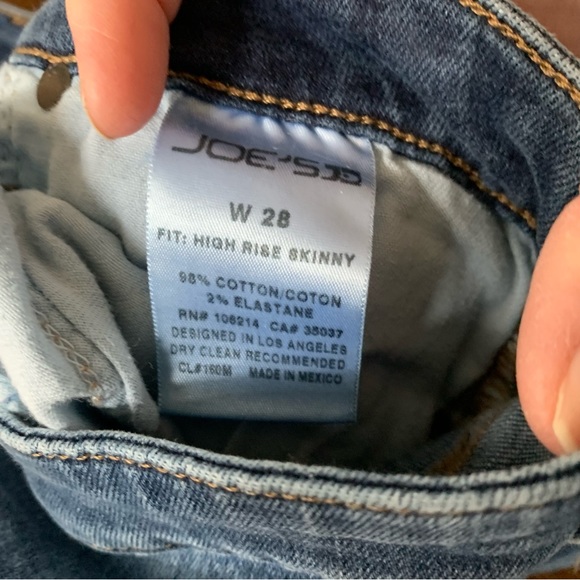 JOE'S JD
W 28
FIT: HIGH RISE SKINNY
98% COTTON/COTON
2% ELASTANE
RN# 106214 CA# 35037
DESIGNED IN LOS ANGELES
DRY CLEAN RECOMMENDED
CL#160M MADE IN MEXICO